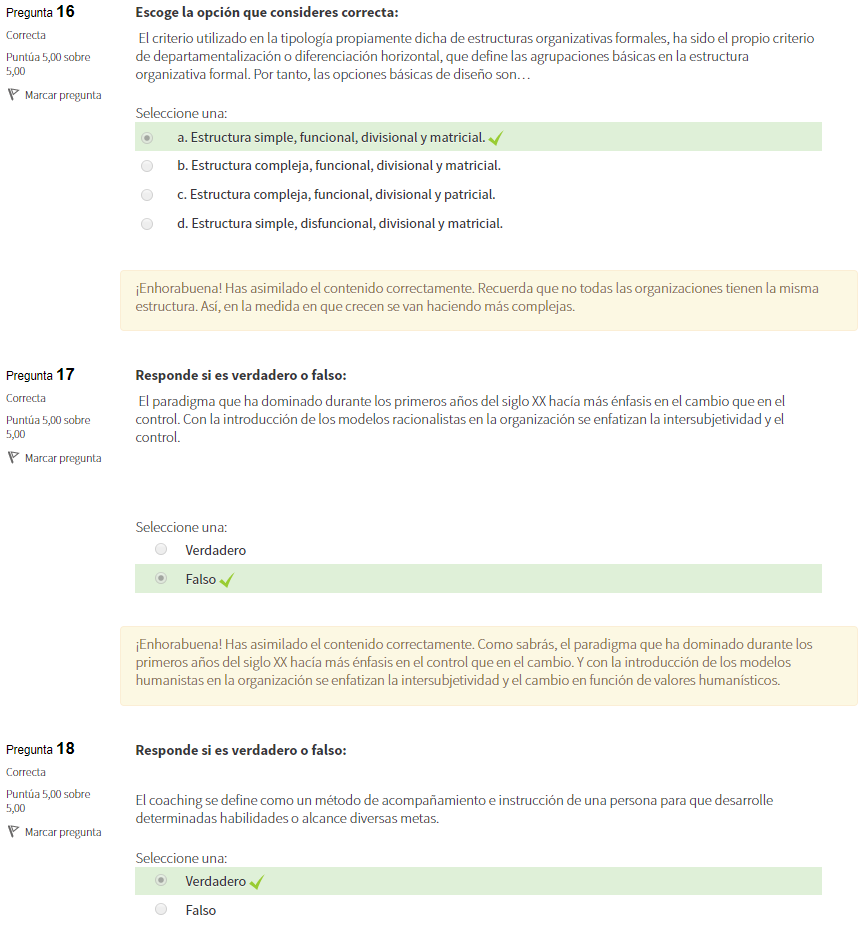 Pregunta 16
Correcta
Puntúa 5,00 sobre
5,00
Marcar pregunta
Escoge la opción que consideres correcta:
El criterio utilizado en la tipología propiamente dicha de estructuras organizativas formales, ha sido el propio criterio
de departamentalización o diferenciación horizontal, que define las agrupaciones básicas en la estructura
organizativa formal. Por tanto, las opciones básicas de diseño son…
Seleccione una:
a. Estructura simple, funcional, divisional y matricial.
b. Estructura compleja, funcional, divisional y matricial.
c. Estructura compleja, funcional, divisional y patricial.
d. Estructura simple, disfuncional, divisional y matricial.
¡Enhorabuena! Has asimilado el contenido correctamente. Recuerda que no todas las organizaciones tienen la misma
estructura. Así, en la medida en que crecen se van haciendo más complejas.
Pregunta 17
Correcta
Puntúa 5,00 sobre
5,00
Marcar pregunta
Responde si es verdadero o falso:
El paradigma que ha dominado durante los primeros años del siglo XX hacía más énfasis en el cambio que en el
control. Con la introducción de los modelos racionalistas en la organización se enfatizan la intersubjetividad y el
control.
Seleccione una:
Verdadero
Falso
¡Enhorabuena! Has asimilado el contenido correctamente. Como sabrás, el paradigma que ha dominado durante los
primeros años del siglo XX hacía más énfasis en el control que en el cambio. Y con la introducción de los modelos
humanistas en la organización se enfatizan la intersubjetividad y el cambio en función de valores humanísticos.
Pregunta 18
Correcta
Puntúa 5,00 sobre
5,00
Marcar pregunta
Responde si es verdadero o falso:
El coaching se define como un método de acompañamiento e instrucción de una persona para que desarrolle
determinadas habilidades o alcance diversas metas.
Seleccione una:
Verdadero
Falso